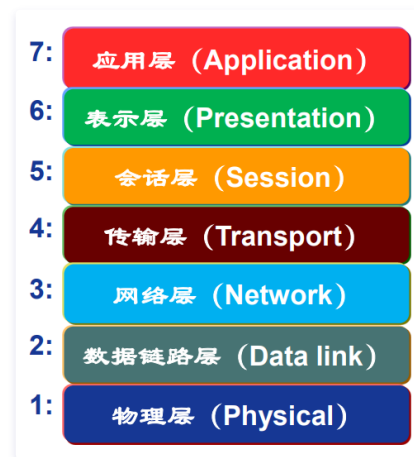 7: 应用层（Application）
6: 表示层（Presentation）
5: 会话层（Session）
4: 传输层（Transport）
3: 网络层（Network）
2: 数据链路层（Data link）
1: 物理层（Physical）